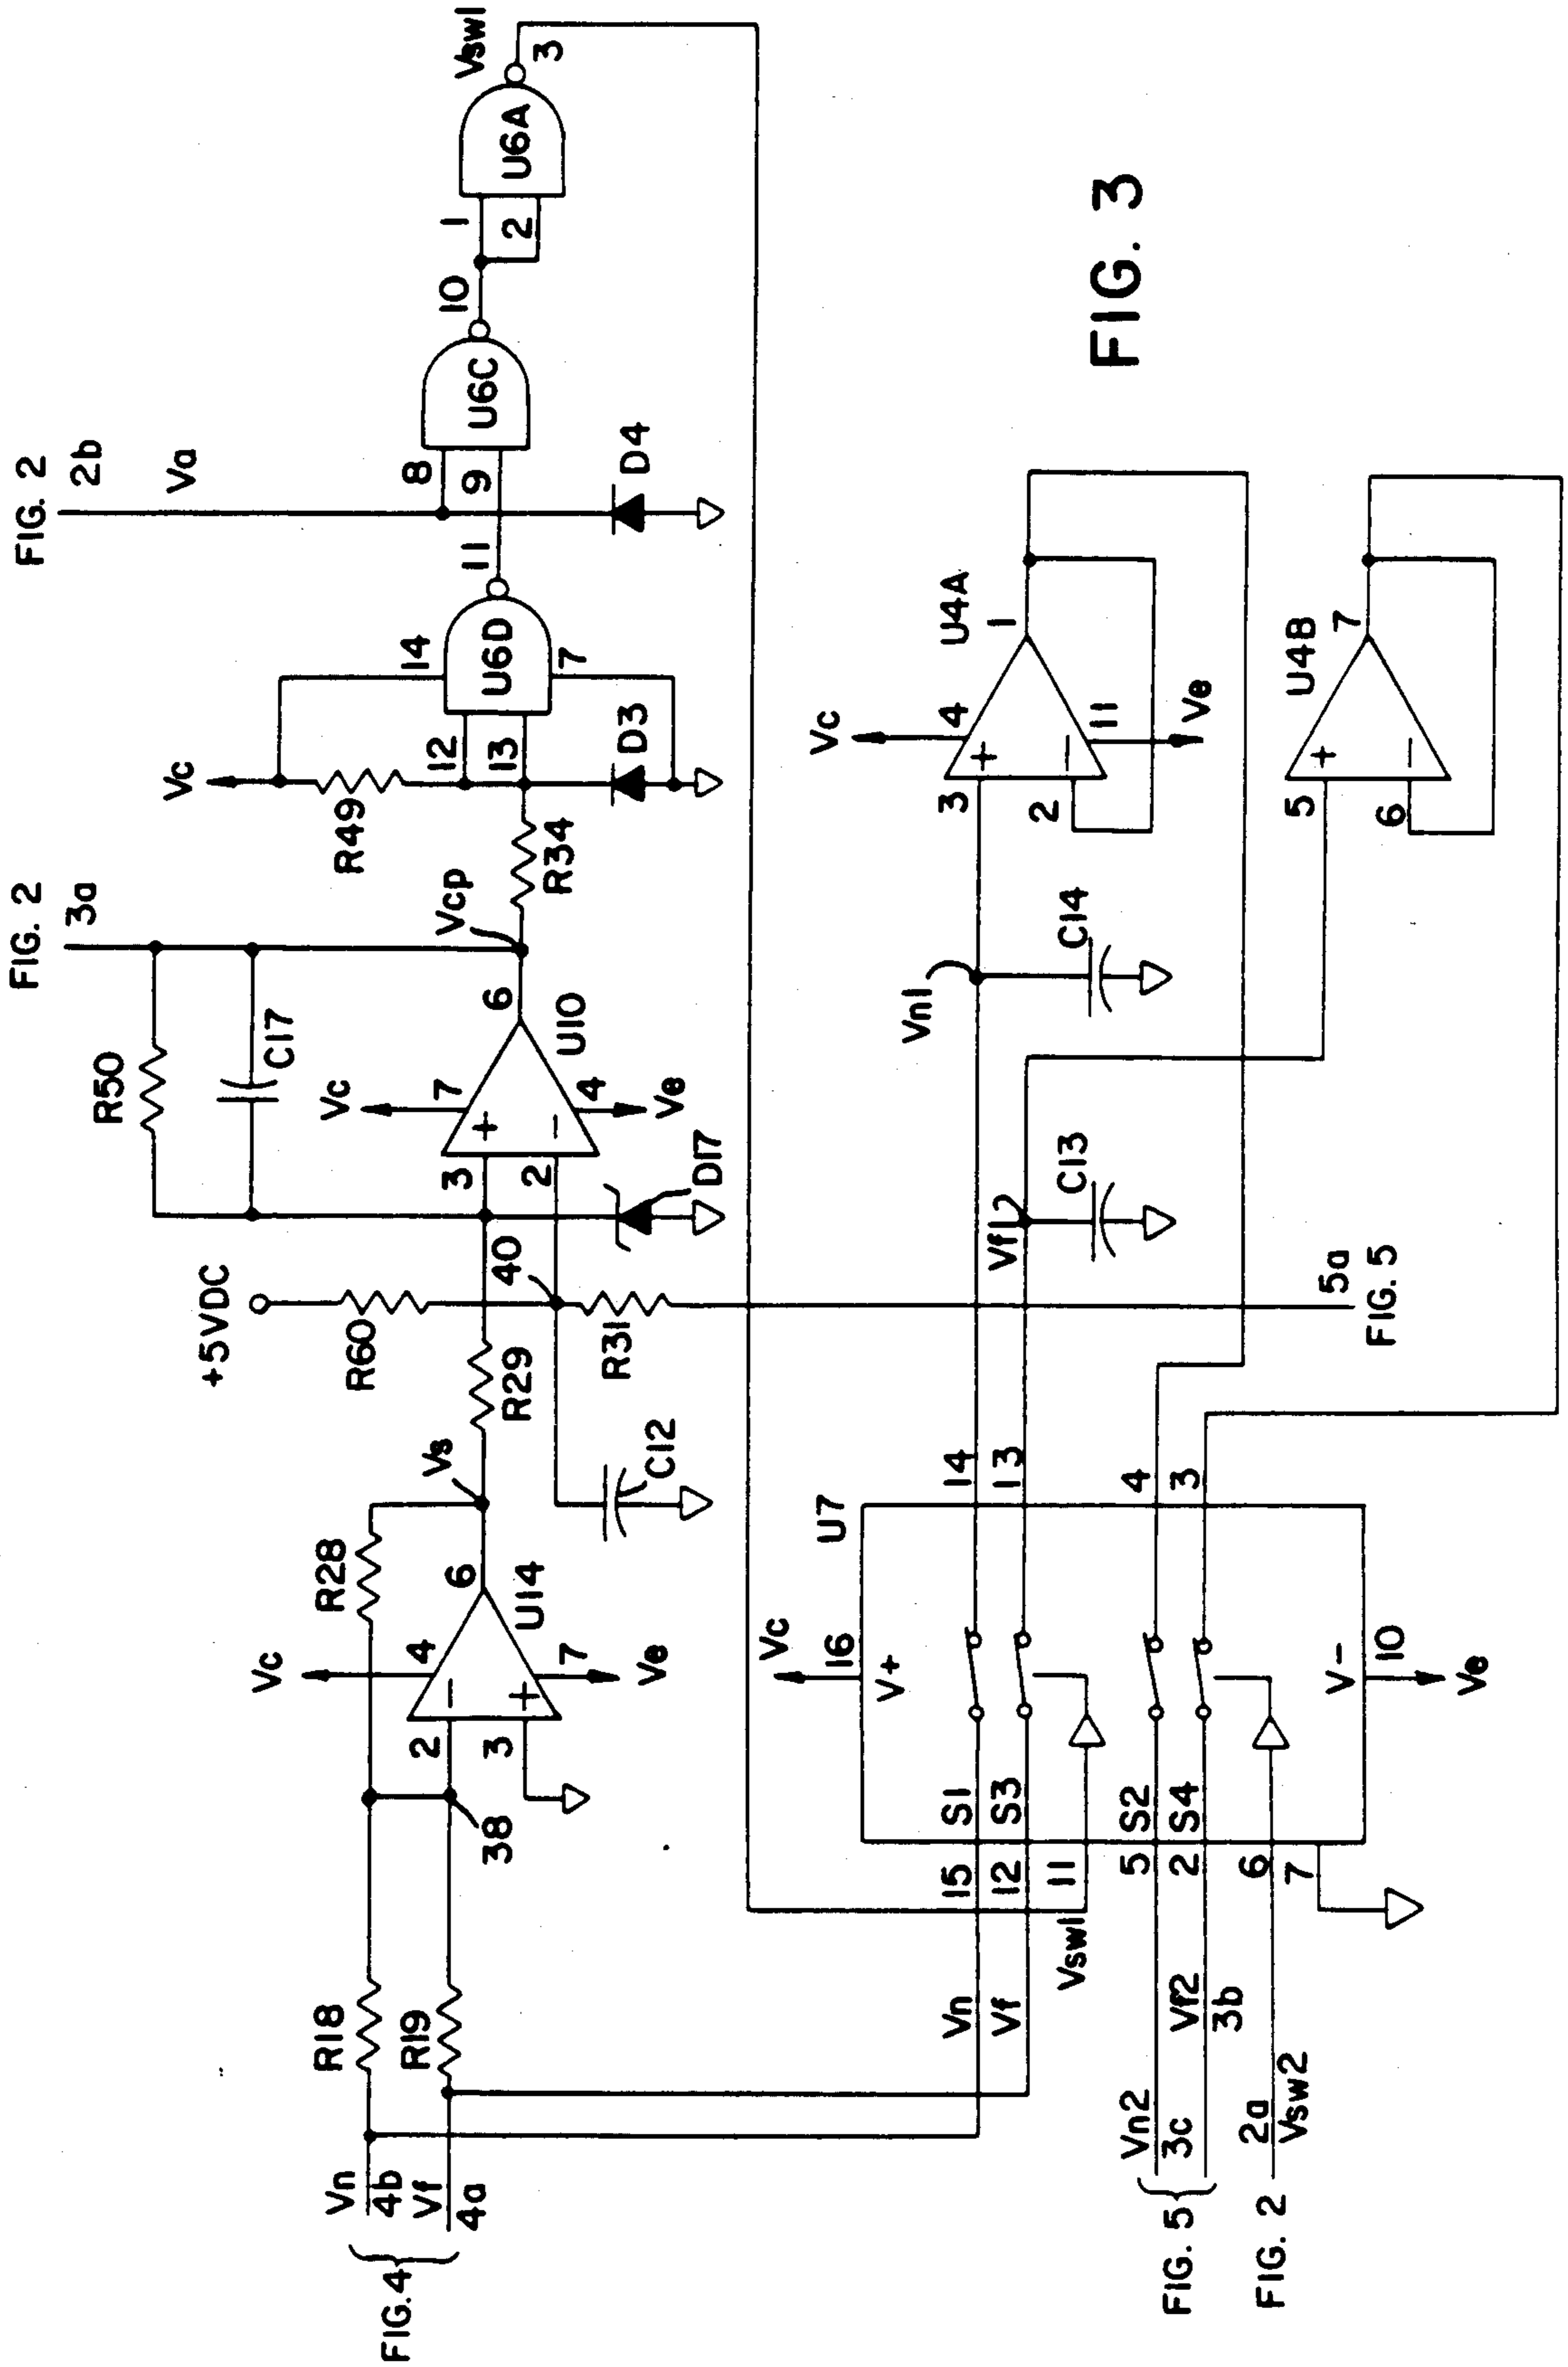 FIG. 2
3a
FIG. 2
2b
Va
R50
C17
+5VDC
R60
Vc
7
3
+
2
−
6
U10
4
Ve
Vcp
40
D17
R29
R31
Vc
R49
R34
12
13
14
U6D
7
11
D3
8
9
U6C
10
D4
1
2
U6A
Vsw1
3
FIG. 4
Vn
4b
Vf
4a
R18
R19
38
R28
Vc
4
2
−
3
+
6
U14
7
Ve
Vs
C12
Vn
Vf
Vsw1
15
S1
12
S3
11
Vc
16
V+
U7
14
13
Vn2
3c
Vf2
3b
FIG. 5
5
S2
2
S4
4
3
2a
Vsw2
FIG. 2
6
7
V−
10
Ve
5a
FIG. 5
Vf1
C13
Vn1
C14
Vc
4
3
+
2
−
U4A
1
11
Ve
5
+
6
−
U4B
7
FIG. 3